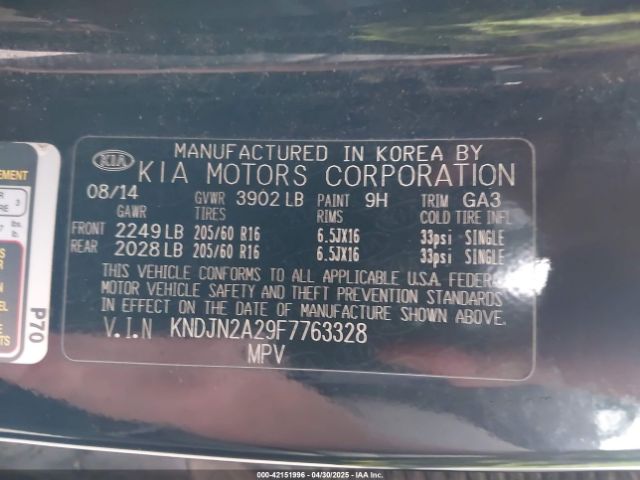 MANUFACTURED IN KOREA BY
KIA
KIA MOTORS CORPORATION
08/14 GVWR 3902 LB PAINT 9H TRIM GA3
GAWR TIRES RIMS COLD TIRE INFL
FRONT 2249 LB 205/60 R16 6.5JX16 33psi SINGLE
REAR 2028 LB 205/60 R16 6.5JX16 33psi SINGLE
THIS VEHICLE CONFORMS TO ALL APPLICABLE U.S.A. FEDER
MOTOR VEHICLE SAFETY AND THEFT PREVENTION STANDARDS
IN EFFECT ON THE DATE OF MANUFACTURE SHOWN ABOVE.
V.I.N KNDJN2A29F7763328
MPV
P70
© IAA - 42151996 - 04/30/2025 - IAA, Inc.